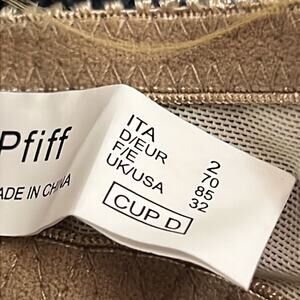 Pfiff
ADE IN CHINA
ITA 2
D/EUR 70
F/E 85
UK/USA 32
CUP D